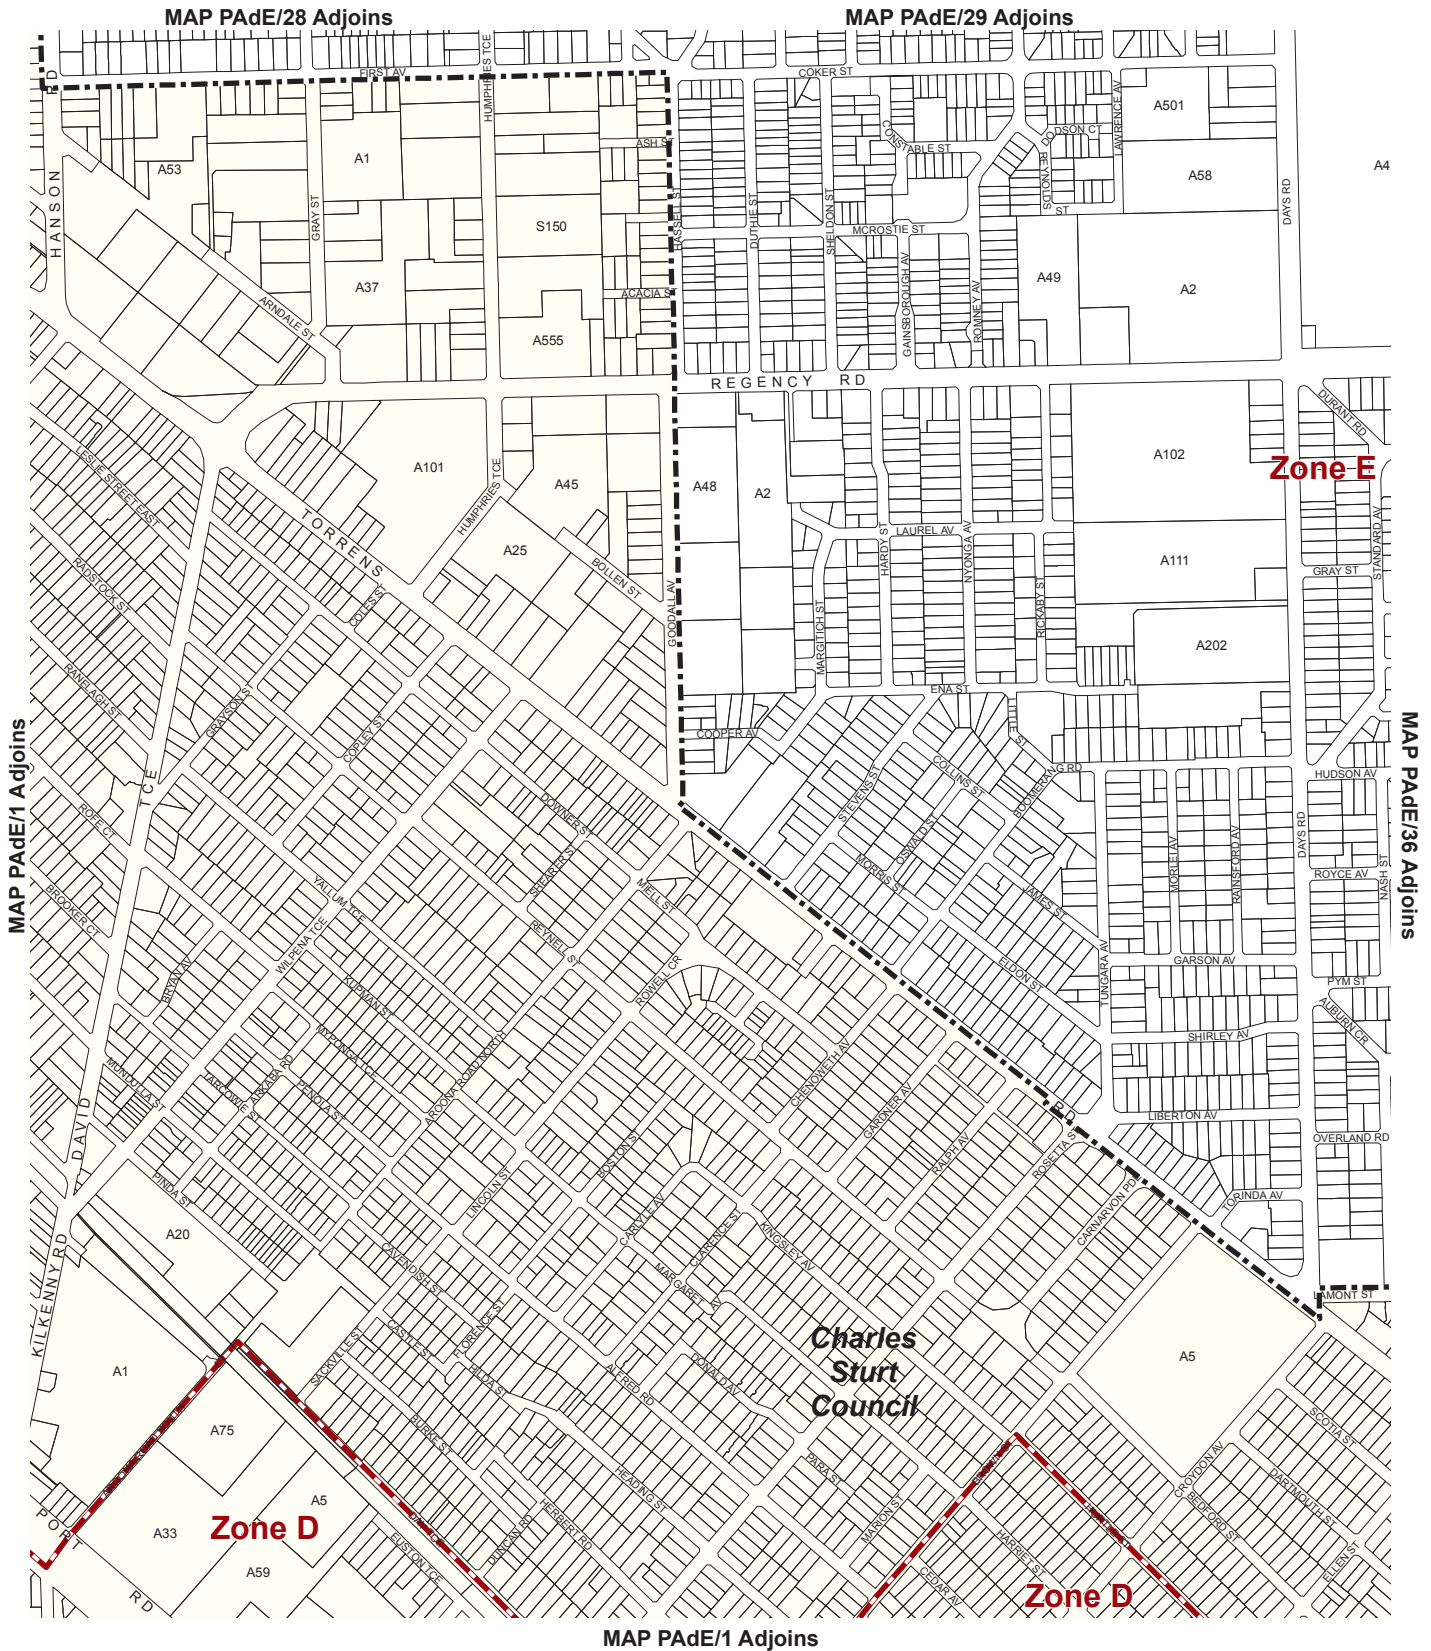 MAP PAdE/28 Adjoins
MAP PAdE/29 Adjoins
FIRST AV
HUMPHRIES TCE
COKER ST
RD
HANSON
A53
A1
GRAY ST
ASH ST
S150
HASSELL ST
DUTHIE ST
SHELDON ST
CONSTABLE ST
DODSON CT
REYNOLDS
ST
LAWRENCE AV
A501
A58
DAYS RD
A4
MCROSTIE ST
GAINSBOROUGH AV
ROMNEY AV
A49
A2
A37
ARNDALE ST
ACACIA ST
A555
REGENCY RD
DURANT RD
LESLIE STREET EAST
A101
HUMPHRIES TCE
A45
A48
A2
A102
Zone E
TORRENS
A25
BOLLEN ST
LAUREL AV
HARDY ST
NYONGA AV
RICKABY ST
MARGITICH ST
A111
STANDARD AV
GRAY ST
RADSTOCK ST
COLES ST
GOODALL AV
A202
RANELAGH ST
GRAYSON ST
COPLEY ST
ENA ST
COOPER AV
LITTLE ST
MAP PAdE/1 Adjoins
MAP PAdE/36 Adjoins
TCE
STEVENS ST
COLLINS ST
BOOMERANG RD
HUDSON AV
ROFE CT
DOWNER ST
SHEARER ST
OSWALD ST
MORRIS ST
JAMES ST
MORLEY AV
RAINSFORD AV
DAYS RD
ROYCE AV
NASH ST
BROOKER CT
YALLUM TCE
WILPENA TCE
MIELL ST
REYNELL ST
ROWELL CR
ELDON ST
TUNGARA AV
GARSON AV
PYM ST
BRYAN AV
KUPMAN ST
MYPONGA TCE
AUBURN CR
SHIRLEY AV
MUNDULLA ST
TARCOWIE ST
ARKABA RD
PENOLA ST
AROONA ROAD NORTH
CHENOWETH AV
GARDNER AV
RALPH AV
ROSETTA ST
RD
LIBERTON AV
OVERLAND RD
DAVID
PINDA ST
LINCOLN ST
BOSTON ST
CARLYLE AV
CLARENCE ST
KINGSLEY AV
CARNARVON PDE
TORINDA AV
A20
KILKENNY RD
CAVENDISH ST
MARGARET
AV
LAMONT ST
A1
SACKVILLE ST
CASTLE ST
FLORENCE ST
HILDA ST
ALFRED RD
DONALD AV
Charles
Sturt
Council
A5
A75
BURKE ST
HEADING ST
PARA ST
SCOTIA ST
A5
A33
Zone D
PORT
RD
A59
EUSTON TCE
DUNCAN RD
HERBERT RD
MARION ST
CEDAR AV
HARRIET ST
CROYDON AV
BEDFORD ST
DARTMOUTH ST
ELLEN ST
Zone D
MAP PAdE/1 Adjoins